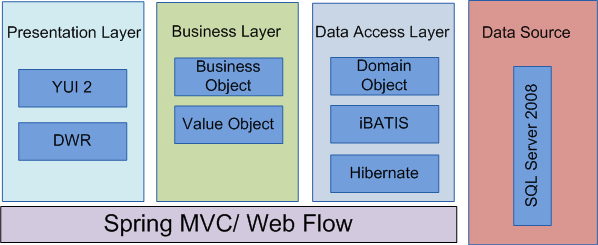 Presentation Layer
YUI 2
DWR
Business Layer
Business
Object
Value Object
Data Access Layer
Domain
Object
iBATIS
Hibernate
Data Source
SQL Server 2008
Spring MVC/ Web Flow